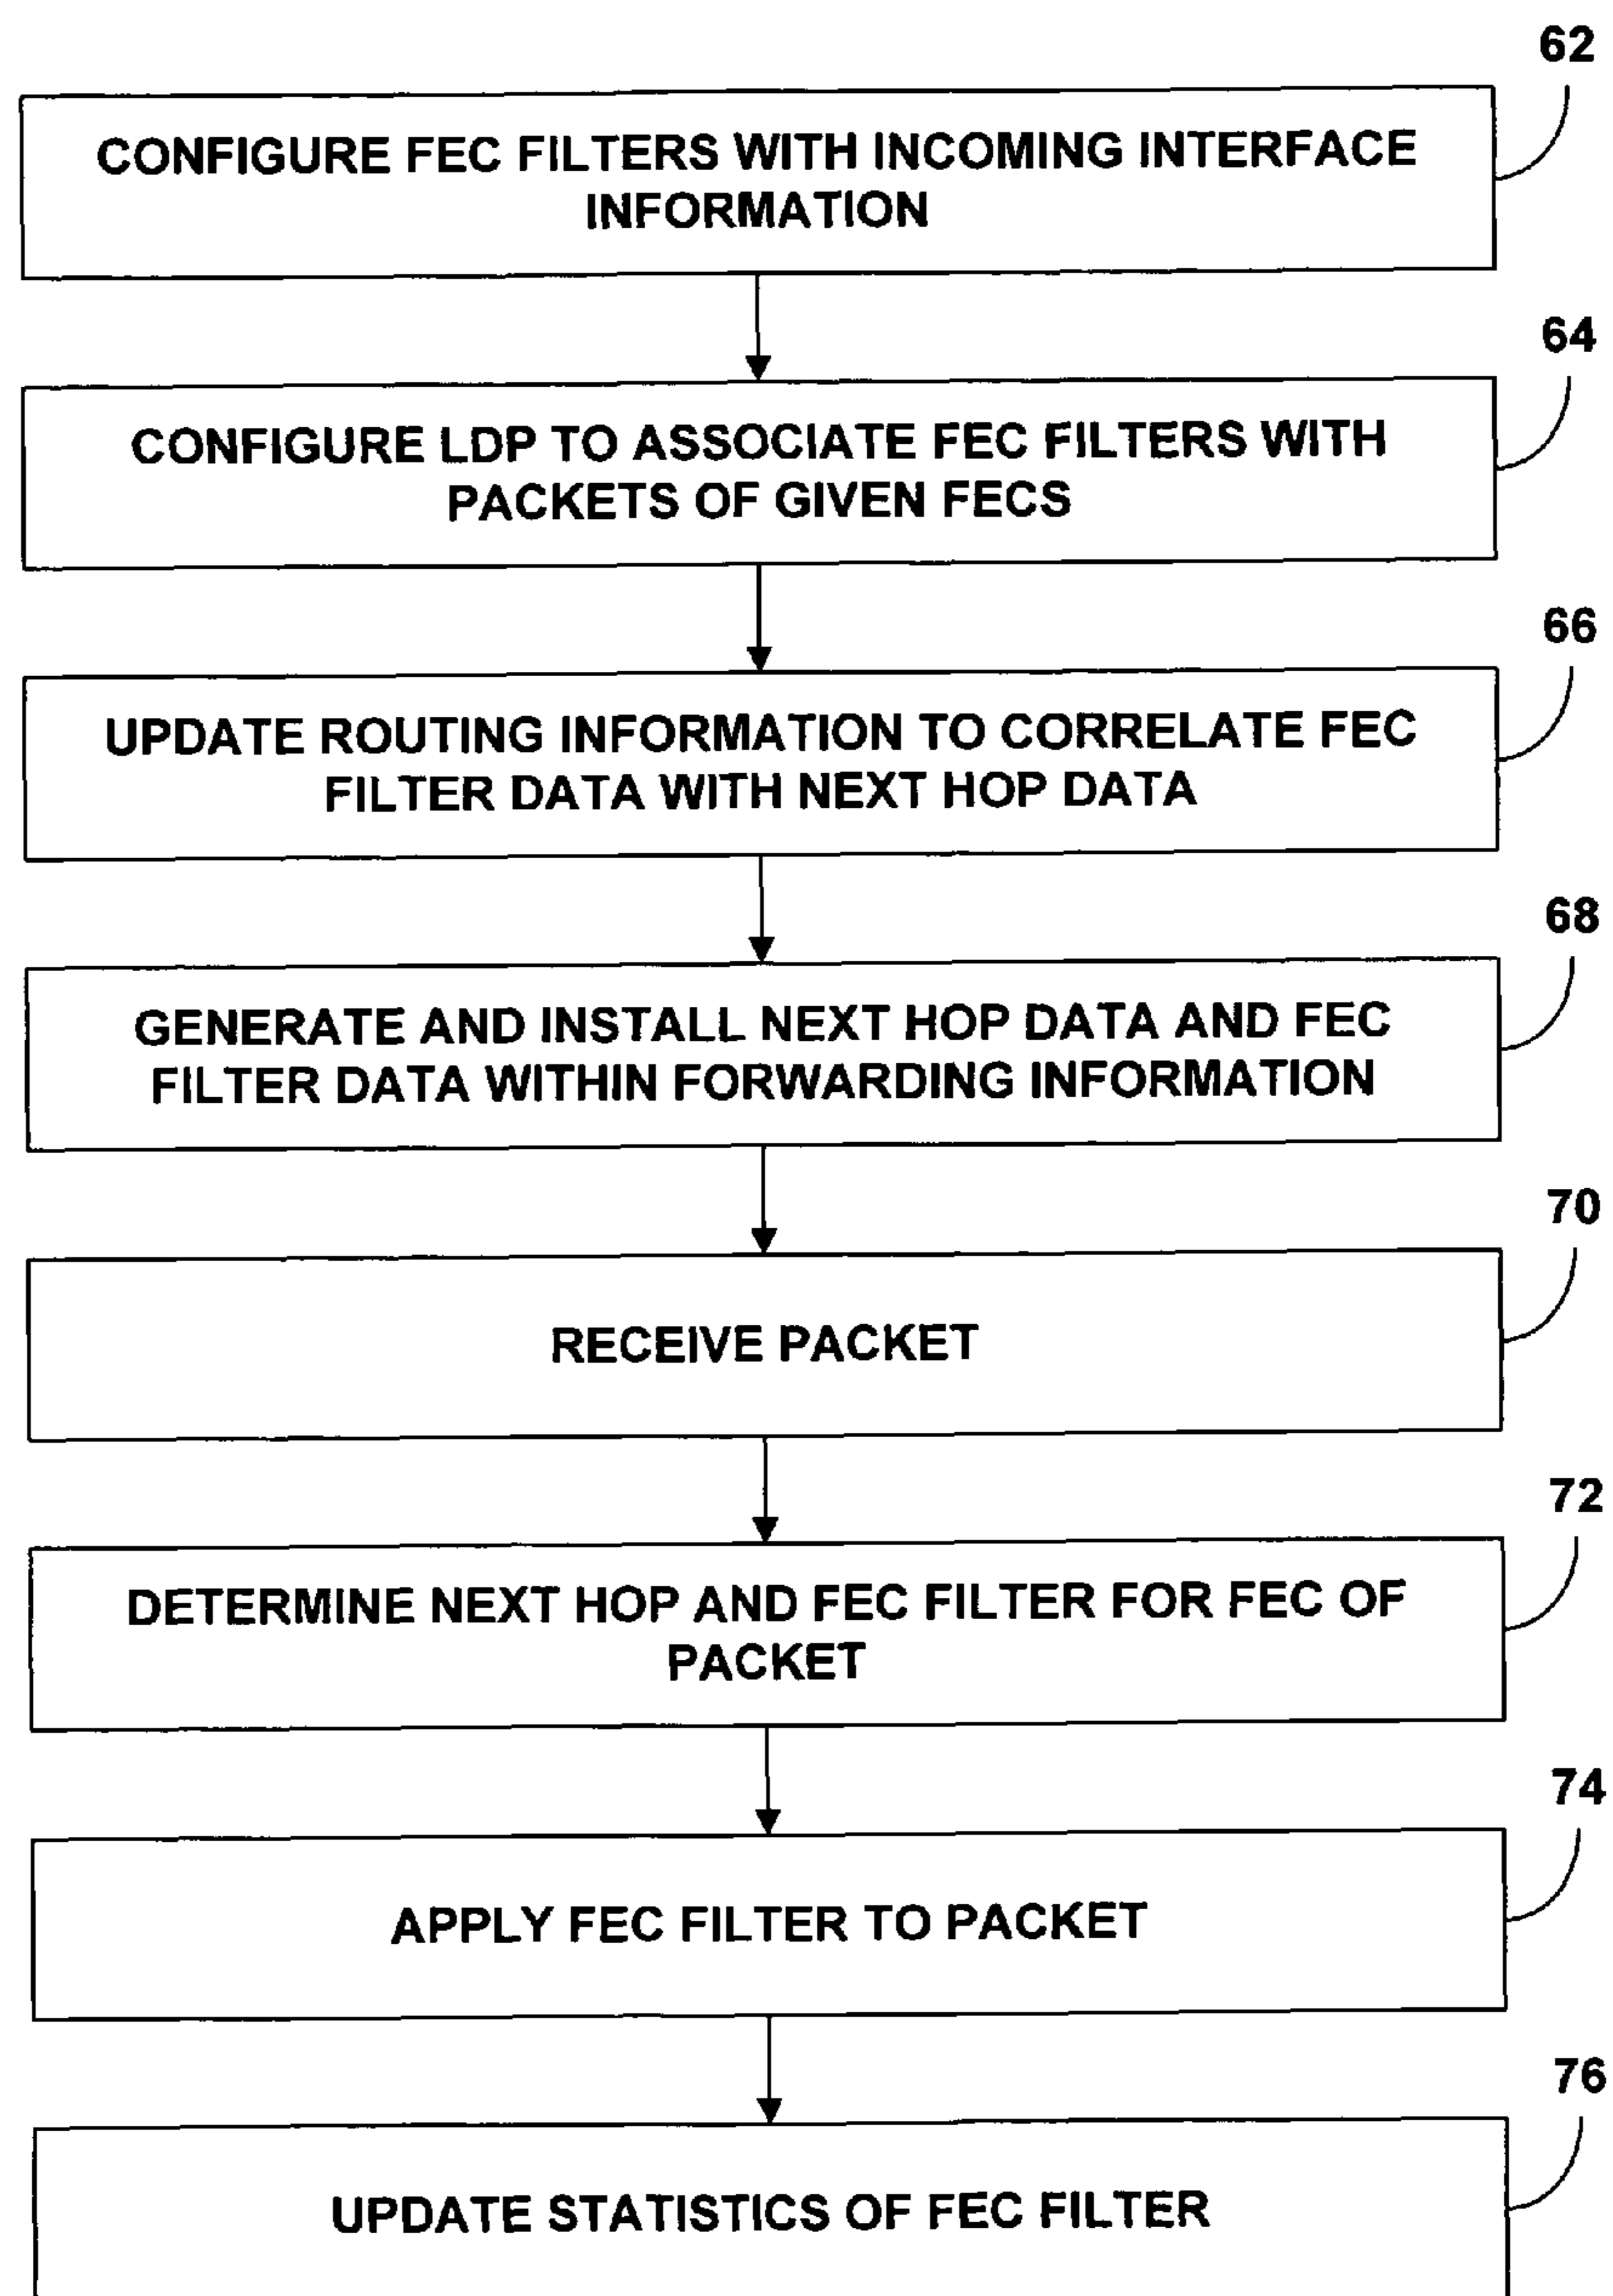 62
CONFIGURE FEC FILTERS WITH INCOMING INTERFACE
INFORMATION
64
CONFIGURE LDP TO ASSOCIATE FEC FILTERS WITH
PACKETS OF GIVEN FECS
66
UPDATE ROUTING INFORMATION TO CORRELATE FEC
FILTER DATA WITH NEXT HOP DATA
68
GENERATE AND INSTALL NEXT HOP DATA AND FEC
FILTER DATA WITHIN FORWARDING INFORMATION
70
RECEIVE PACKET
72
DETERMINE NEXT HOP AND FEC FILTER FOR FEC OF
PACKET
74
APPLY FEC FILTER TO PACKET
76
UPDATE STATISTICS OF FEC FILTER